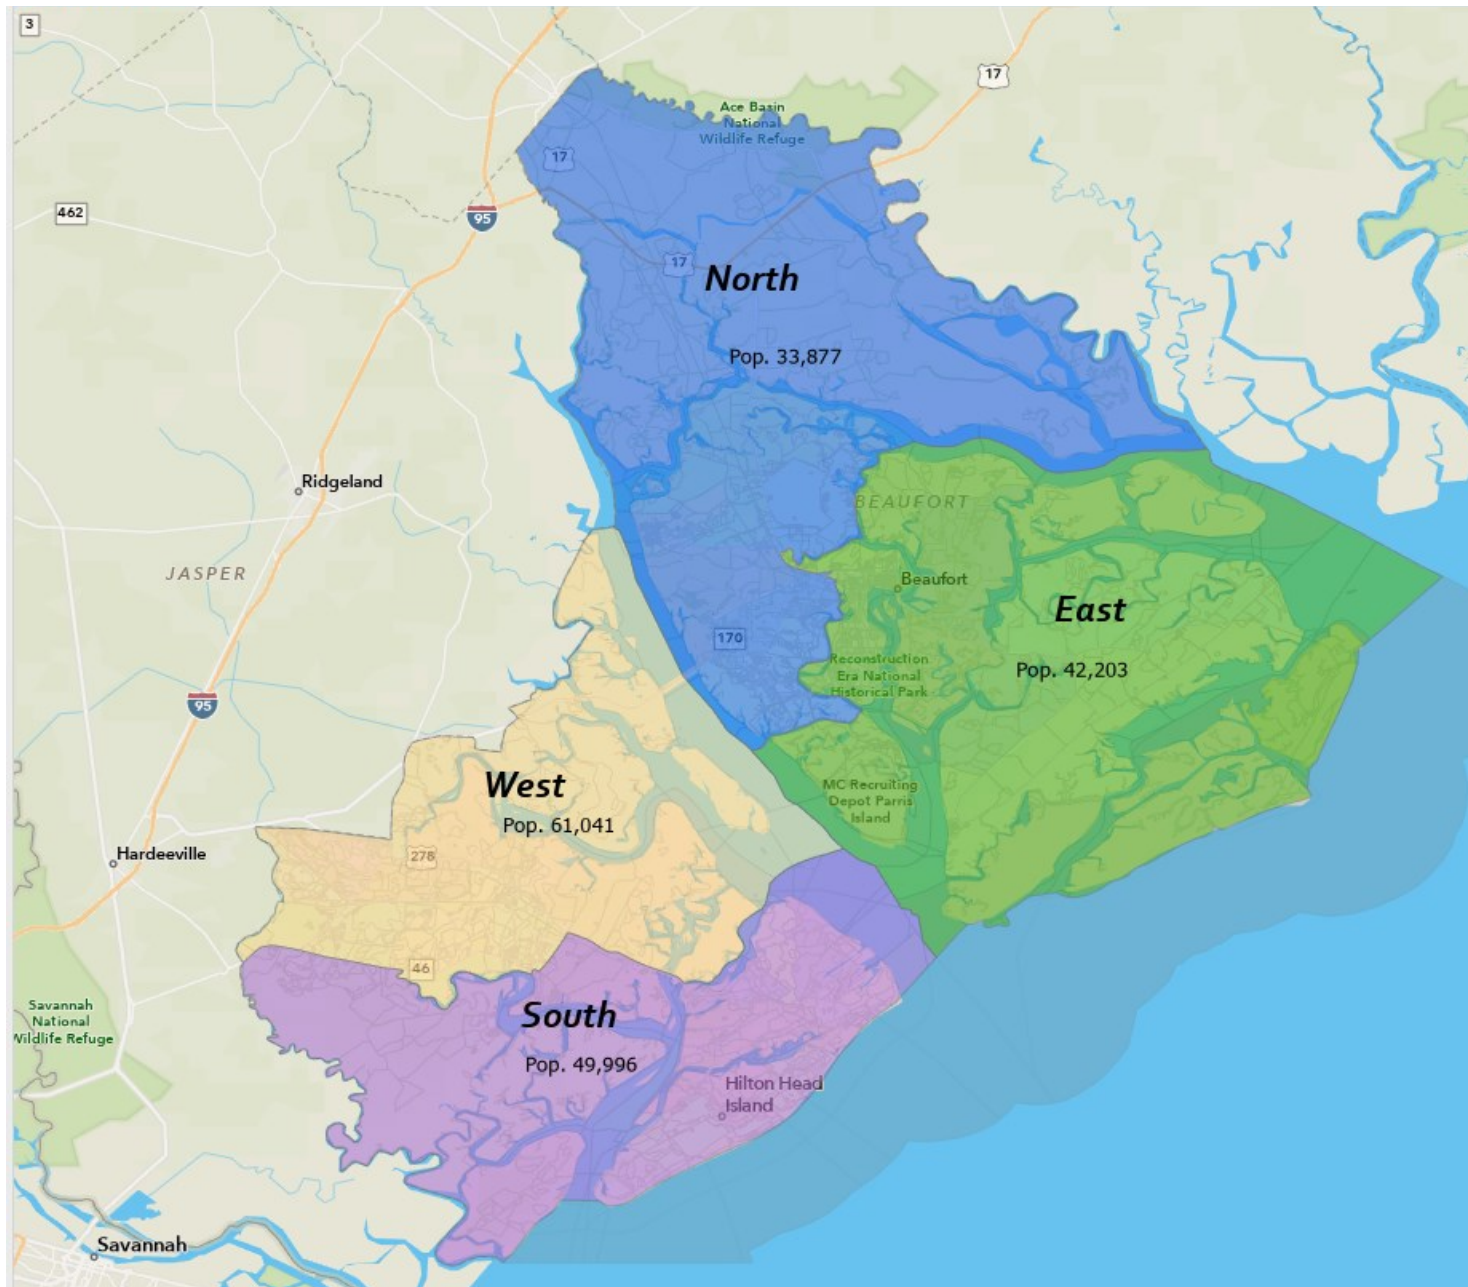 3
17
Ace Basin
National
Wildlife Refuge
17
462
95
17
North
Pop. 33,877
Ridgeland
BEAUFORT
JASPER
Beaufort
East
170
Reconstruction
Era National
Historical Park
Pop. 42,203
95
West
Pop. 61,041
MC Recruiting
Depot Parris
Island
Hardeeville
278
46
Savannah
National
Wildlife Refuge
South
Pop. 49,996
Hilton Head
Island
Savannah